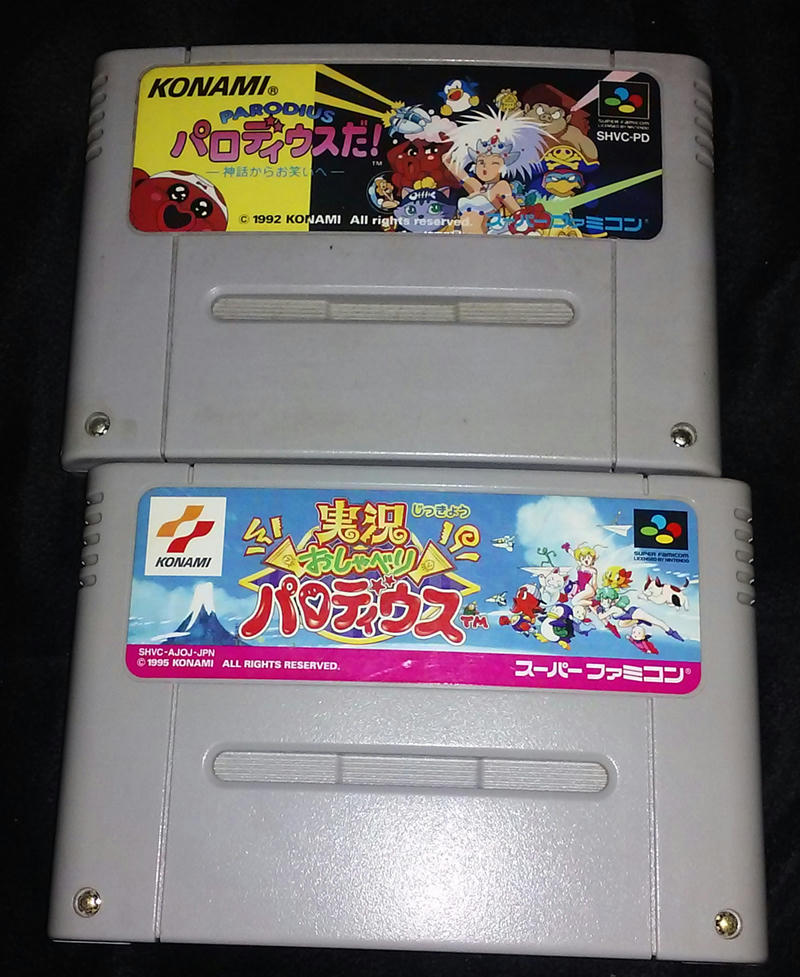 KONAMI®
PARODIUS
パロディウスだ!
TM
—神話からお笑いへ—
SUPER FAMICOM
LICENSED BY NINTENDO
SHVC-PD
© 1992 KONAMI All rights reserved.
スーパーファミコン®
KONAMI
実況
じっきょう
おしゃべり
パロディウス TM
SUPER FAMICOM
LICENSED BY NINTENDO
SHVC-AJOJ-JPN
© 1995 KONAMI ALL RIGHTS RESERVED.
スーパーファミコン®